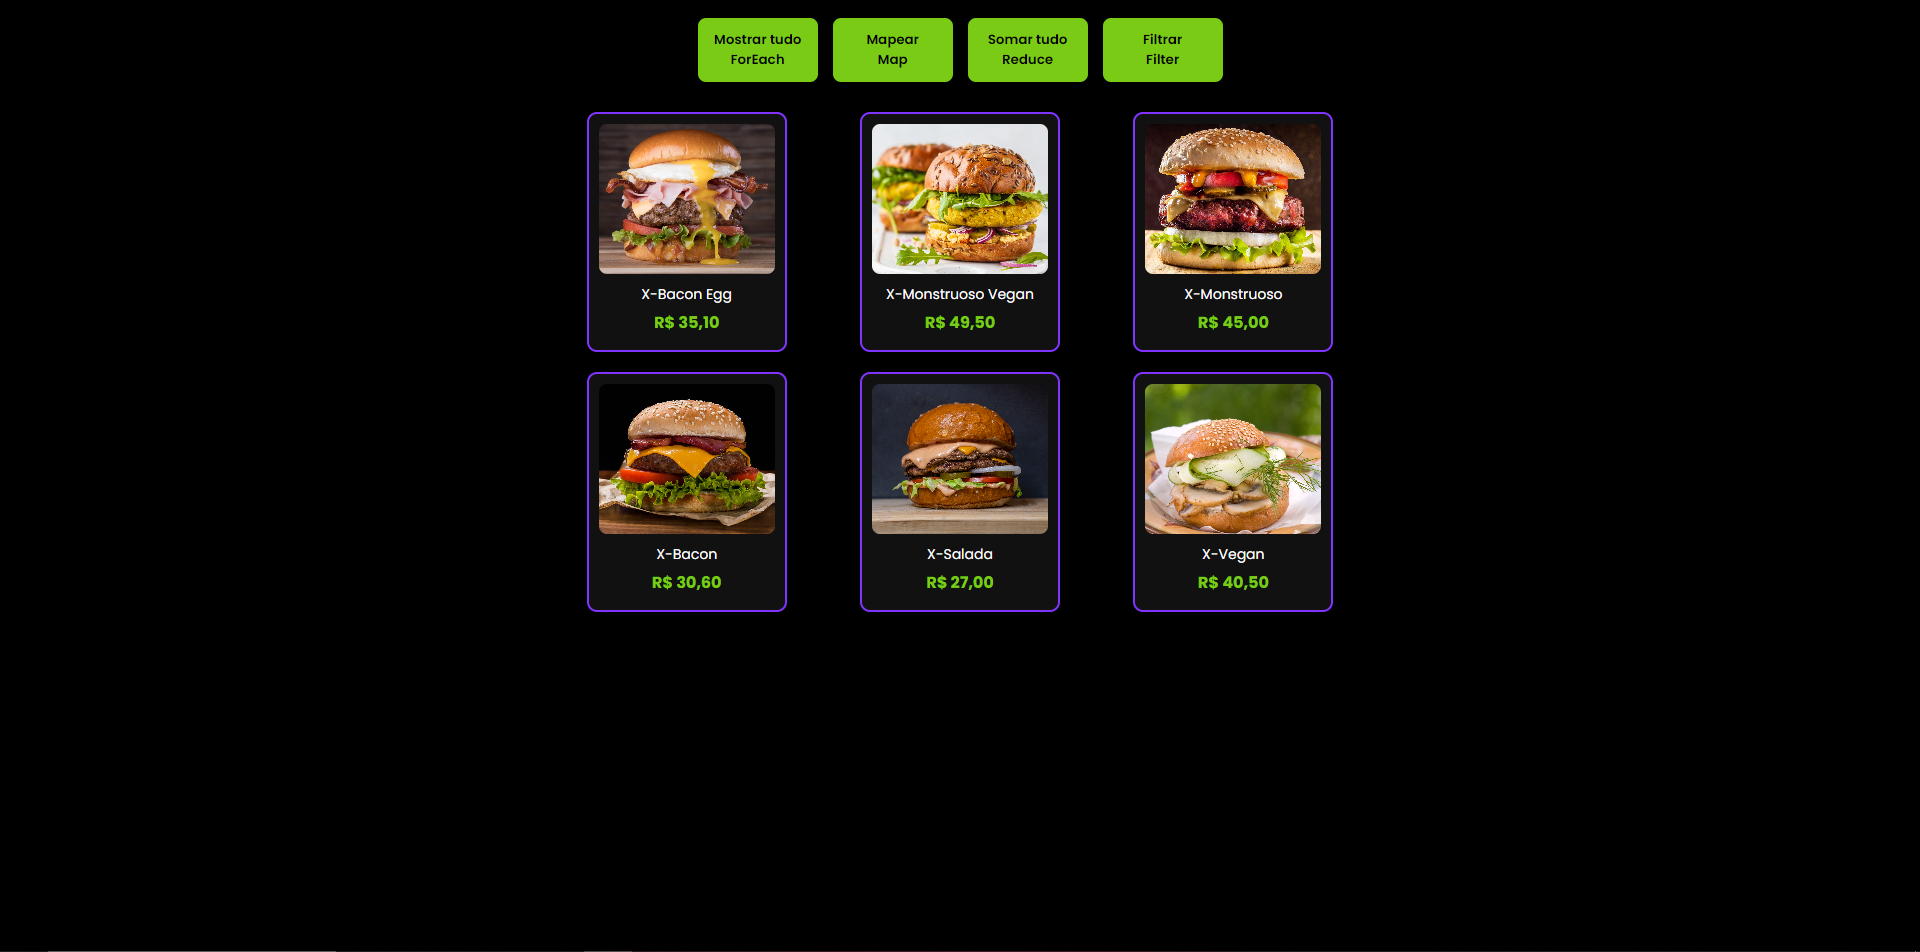 Mostrar tudo
ForEach
Mapear
Map
Somar tudo
Reduce
Filtrar
Filter
X-Bacon Egg
R$ 35,10
X-Monstruoso Vegan
R$ 49,50
X-Monstruoso
R$ 45,00
X-Bacon
R$ 30,60
X-Salada
R$ 27,00
X-Vegan
R$ 40,50